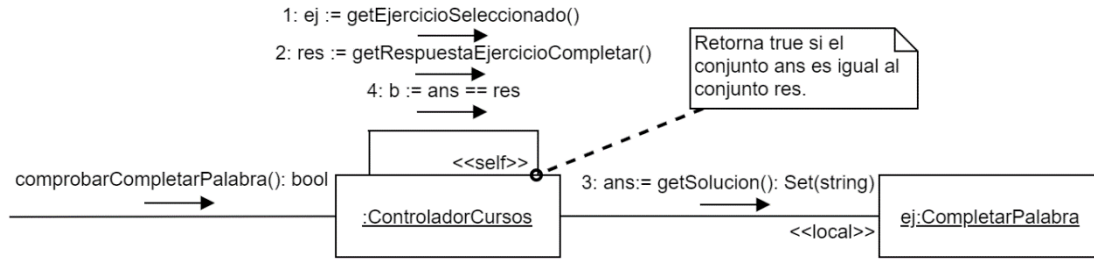 1: ej := getEjercicioSeleccionado()
2: res := getRespuestaEjercicioCompletar()
4: b := ans == res
Retorna true si el
conjunto ans es igual al
conjunto res.
<<self>>
comprobarCompletarPalabra(): bool
:ControladorCursos
3: ans:= getSolucion(): Set(string)
<<local>>
ej:CompletarPalabra